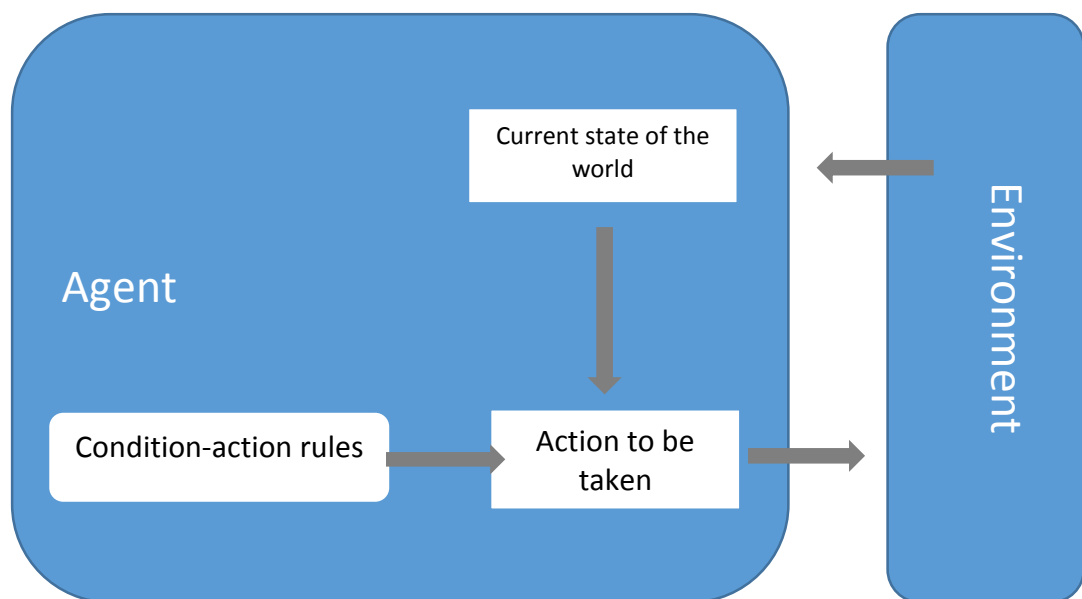 Current state of the
world
Agent
Environment
Condition-action rules
Action to be
taken